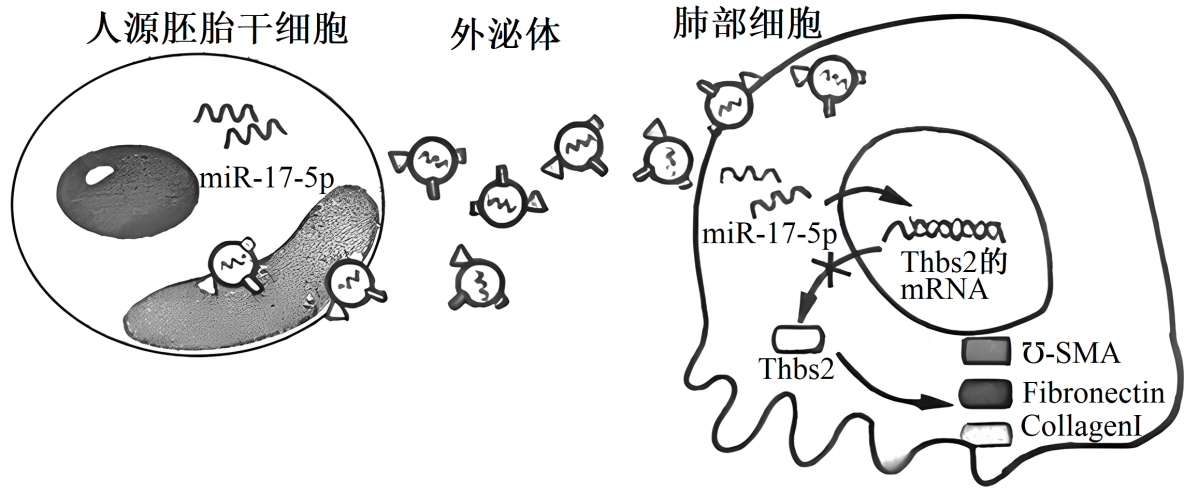 人源胚胎干细胞
外泌体
肺部细胞
miR-17-5p
miR-17-5p
Thbs2的
mRNA
Thbs2
℧-SMA
Fibronectin
CollagenI